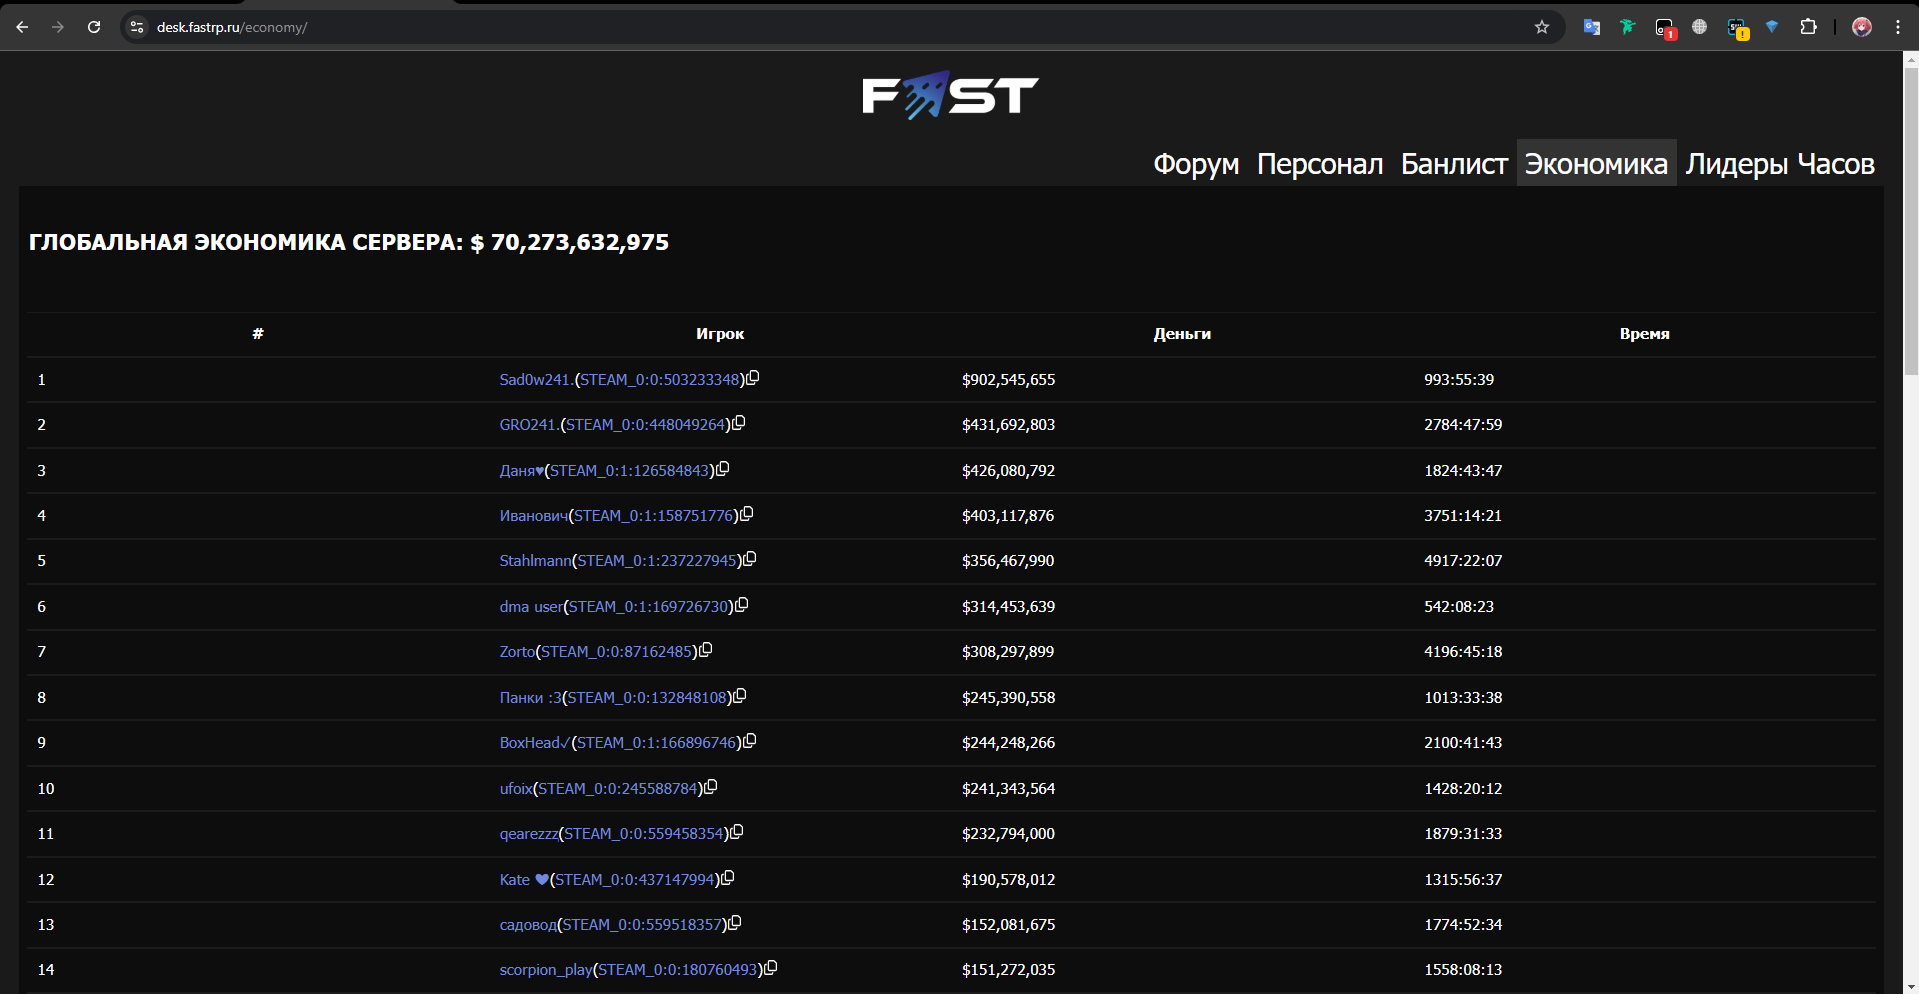 desk.fastrp.ru/economy/
1
FAST
Форум Персонал Банлист Экономика Лидеры Часов
ГЛОБАЛЬНАЯ ЭКОНОМИКА СЕРВЕРА: $ 70,273,632,975
# Игрок Деньги Время
1 Sad0w241.(STEAM_0:0:503233348) $902,545,655 993:55:39
2 GRO241.(STEAM_0:0:448049264) $431,692,803 2784:47:59
3 Даня♥(STEAM_0:1:126584843) $426,080,792 1824:43:47
4 Иванович(STEAM_0:1:158751776) $403,117,876 3751:14:21
5 Stahlmann(STEAM_0:1:237227945) $356,467,990 4917:22:07
6 dma user(STEAM_0:1:169726730) $314,453,639 542:08:23
7 Zorto(STEAM_0:0:87162485) $308,297,899 4196:45:18
8 Панки :3(STEAM_0:0:132848108) $245,390,558 1013:33:38
9 BoxHead✓(STEAM_0:1:166896746) $244,248,266 2100:41:43
10 ufoix(STEAM_0:0:245588784) $241,343,564 1428:20:12
11 qearezzz(STEAM_0:0:559458354) $232,794,000 1879:31:33
12 Kate ❤(STEAM_0:0:437147994) $190,578,012 1315:56:37
13 садовод(STEAM_0:0:559518357) $152,081,675 1774:52:34
14 scorpion_play(STEAM_0:0:180760493) $151,272,035 1558:08:13